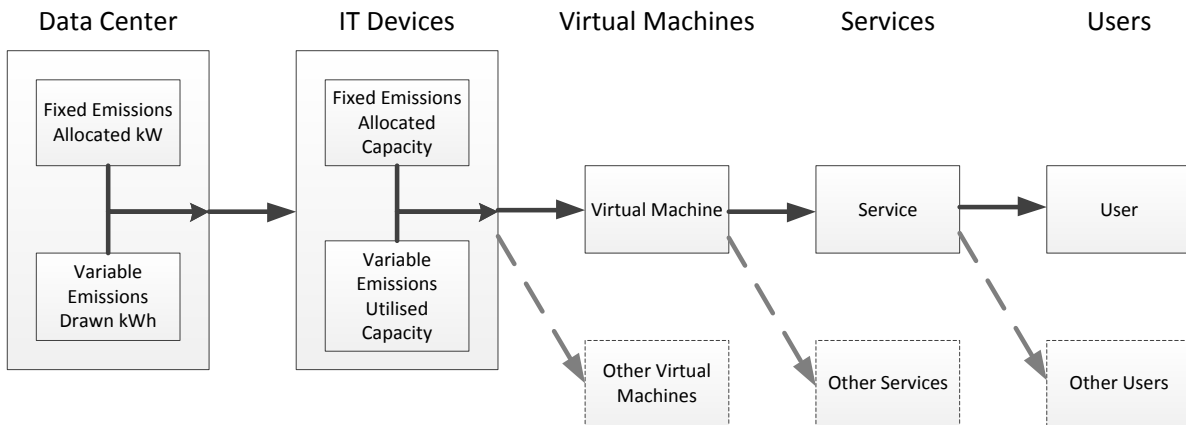 Data Center
IT Devices
Virtual Machines
Services
Users
Fixed Emissions
Allocated kW
Variable
Emissions
Drawn kWh
Fixed Emissions
Allocated
Capacity
Variable
Emissions
Utilised
Capacity
Virtual Machine
Service
User
Other Virtual
Machines
Other Services
Other Users